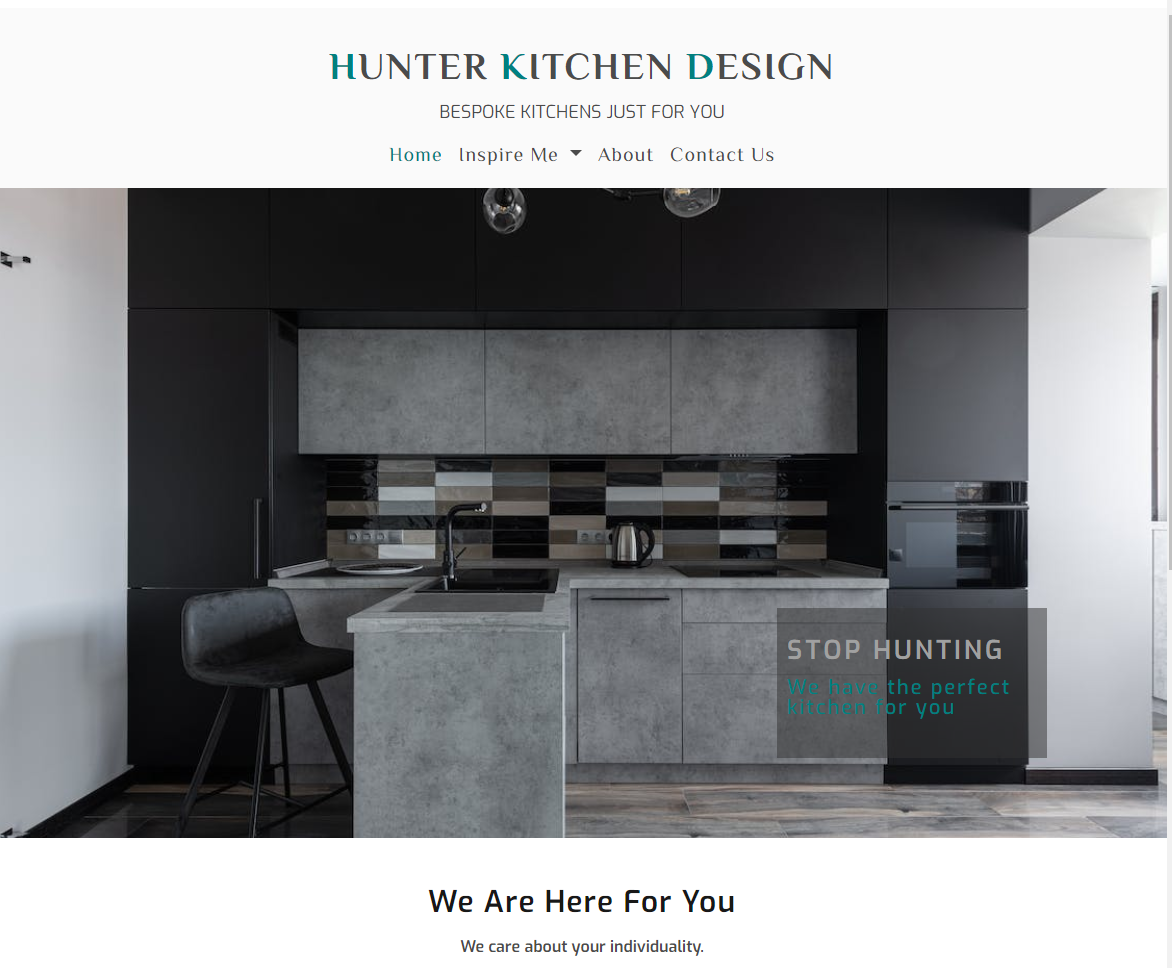 HUNTER KITCHEN DESIGN
BESPOKE KITCHENS JUST FOR YOU
Home Inspire Me About Contact Us
STOP HUNTING
We have the perfect
kitchen for you
We Are Here For You
We care about your individuality.